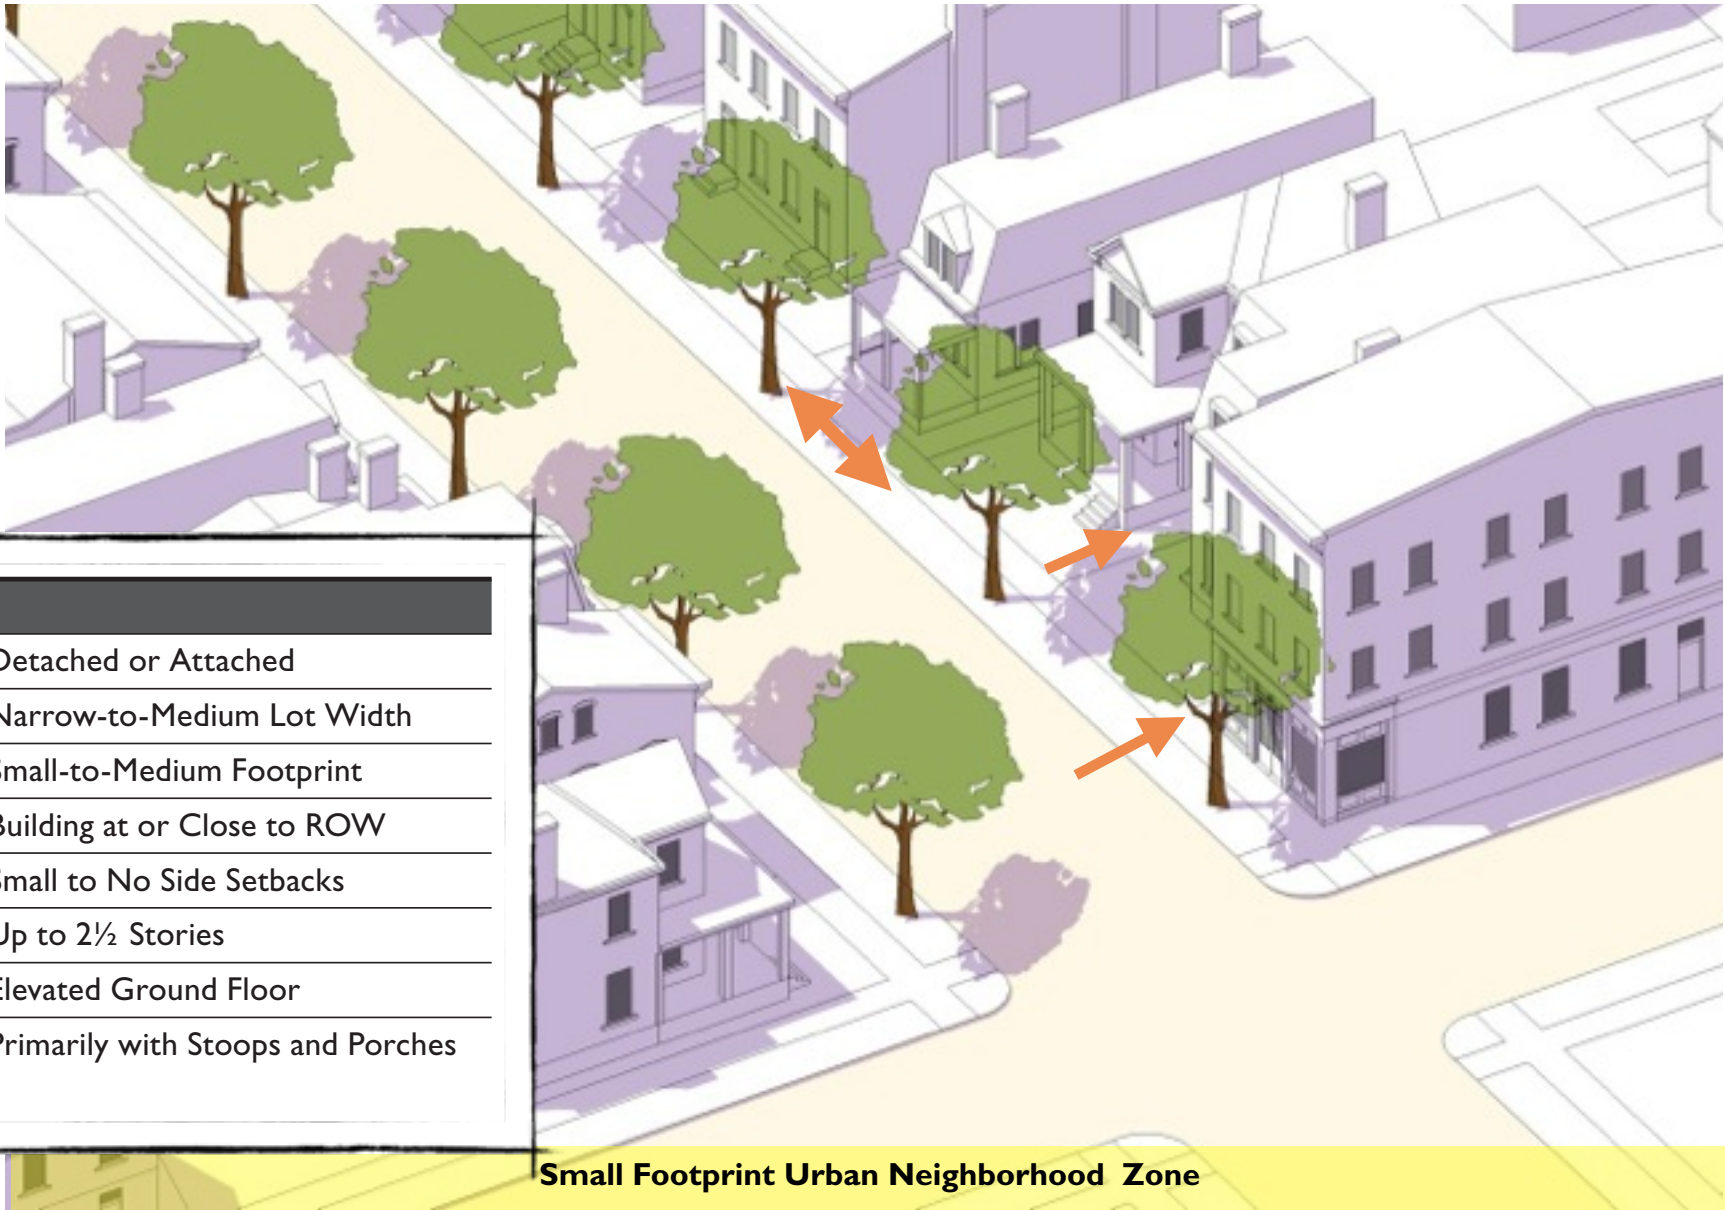 Detached or Attached
Narrow-to-Medium Lot Width
Small-to-Medium Footprint
Building at or Close to ROW
Small to No Side Setbacks
Up to 2½ Stories
Elevated Ground Floor
Primarily with Stoops and Porches
Small Footprint Urban Neighborhood Zone